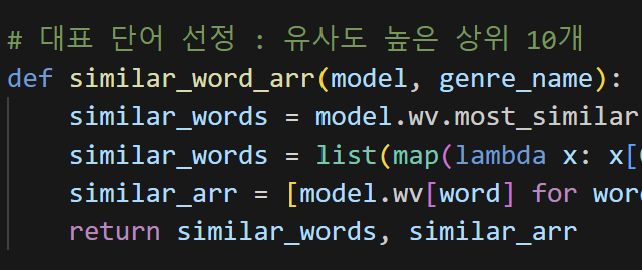 # 대표 단어 선정 : 유사도 높은 상위 10개
def similar_word_arr(model, genre_name):
similar_words = model.wv.most_similar
similar_words = list(map(lambda x: x[
similar_arr = [model.wv[word] for
return similar_words, similar_arr